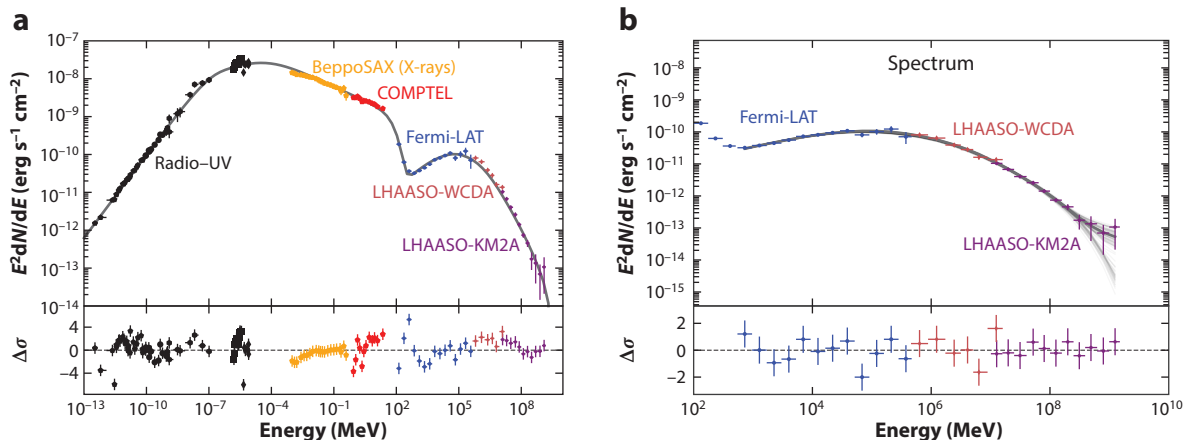 a
10⁻⁷
10⁻⁸
10⁻⁹
10⁻¹⁰
10⁻¹¹
10⁻¹²
10⁻¹³
10⁻¹⁴
E²dN/dE (erg s⁻¹ cm⁻²)
BeppoSAX (X-rays)
COMPTEL
Fermi-LAT
Radio–UV
LHAASO-WCDA
LHAASO-KM2A
4
0
−4
Δσ
10⁻¹³ 10⁻¹⁰ 10⁻⁷ 10⁻⁴ 10⁻¹ 10² 10⁵ 10⁸
Energy (MeV)
b
10⁻⁸
10⁻⁹
10⁻¹⁰
10⁻¹¹
10⁻¹²
10⁻¹³
10⁻¹⁴
10⁻¹⁵
E²dN/dE (erg s⁻¹ cm⁻²)
Spectrum
Fermi-LAT
LHAASO-WCDA
LHAASO-KM2A
2
0
−2
Δσ
10² 10⁴ 10⁶ 10⁸ 10¹⁰
Energy (MeV)